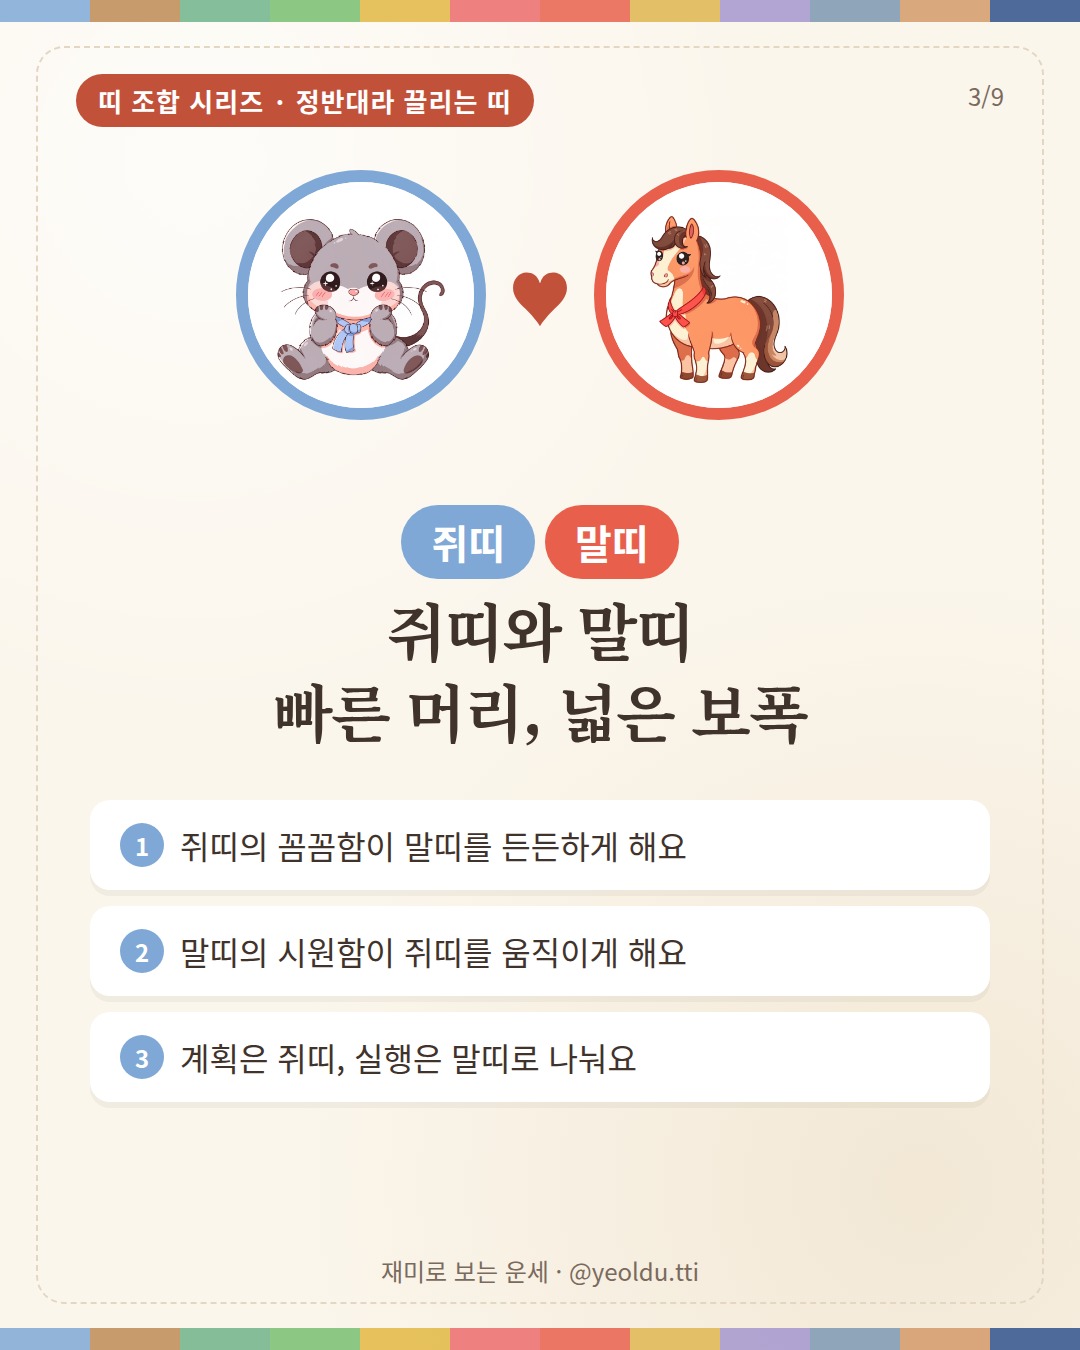 띠 조합 시리즈 · 정반대라 끌리는 띠
3/9
쥐띠 말띠
쥐띠와 말띠
빠른 머리, 넓은 보폭
1 쥐띠의 꼼꼼함이 말띠를 든든하게 해요
2 말띠의 시원함이 쥐띠를 움직이게 해요
3 계획은 쥐띠, 실행은 말띠로 나눠요
재미로 보는 운세 · @yeoldu.tti